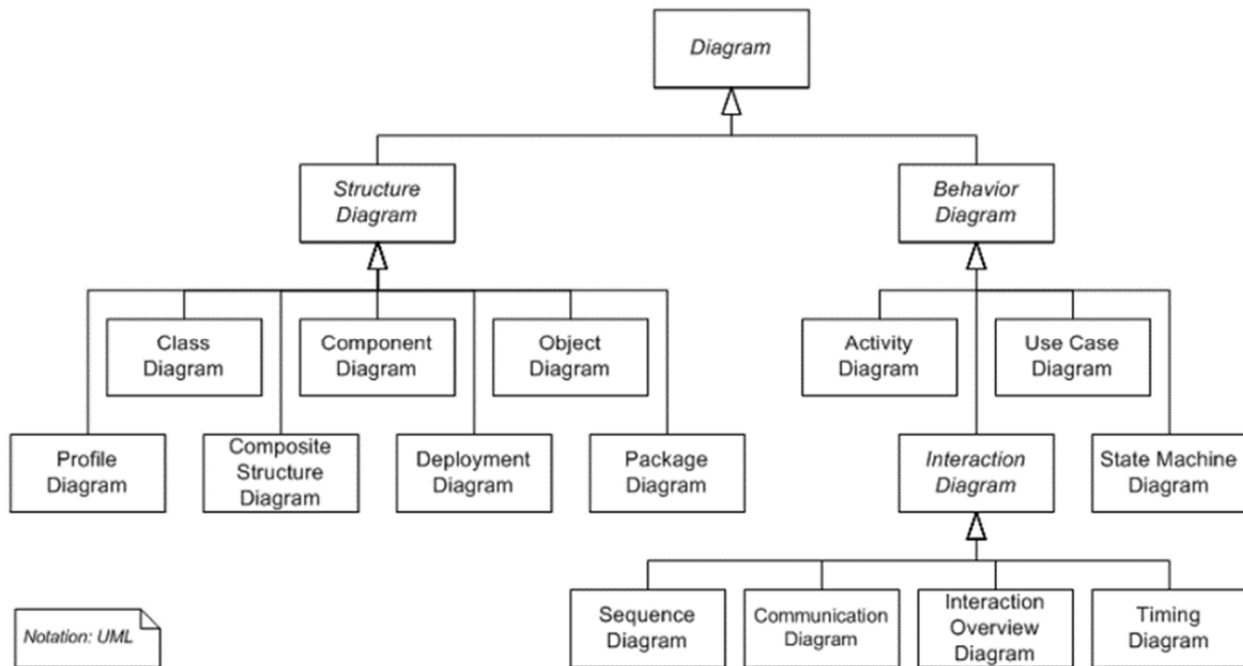 Diagram
Structure
Diagram
Behavior
Diagram
Class
Diagram
Component
Diagram
Object
Diagram
Activity
Diagram
Use Case
Diagram
Profile
Diagram
Composite
Structure
Diagram
Deployment
Diagram
Package
Diagram
Interaction
Diagram
State Machine
Diagram
Sequence
Diagram
Communication
Diagram
Interaction
Overview
Diagram
Timing
Diagram
Notation: UML